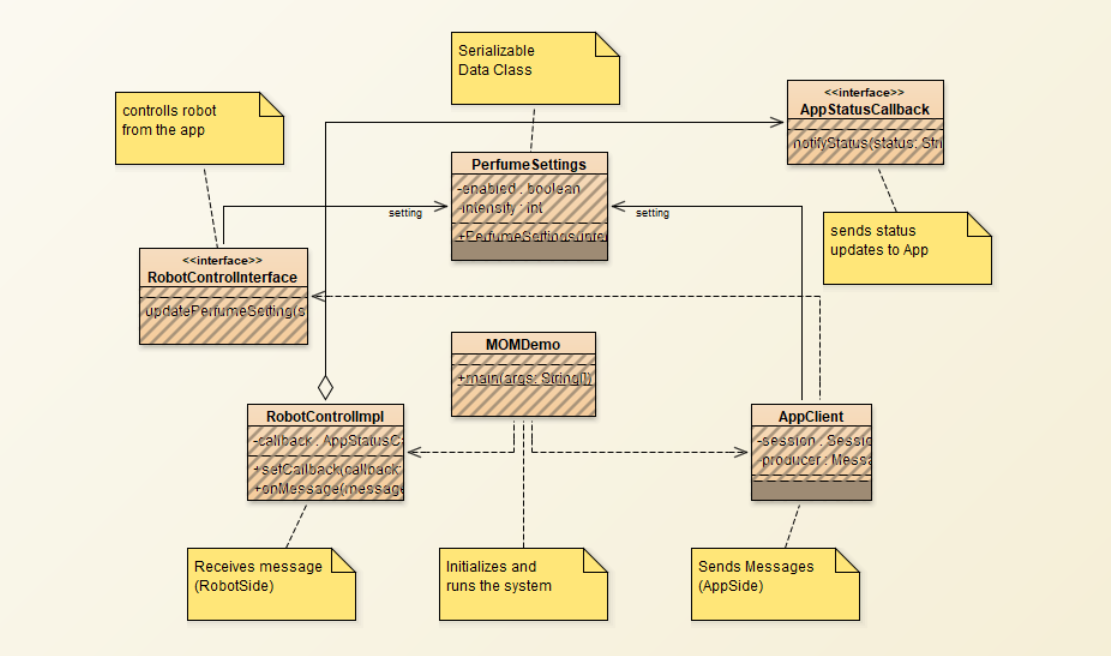 Serializable
Data Class
controlls robot
from the app
<<interface>>
AppStatusCallback
notifyStatus(status: Stri
PerfumeSettings
-enabled : boolean
-intensity : int
+PerfumeSettings(inte
setting
setting
sends status
updates to App
<<interface>>
RobotControlInterface
updatePerfumeSetting(s
MOMDemo
+main(args: String[])
RobotControlImpl
-callback : AppStatusCa
+setCallback(callback:
+onMessage(message
AppClient
-session : Sessio
-producer : Messa
Receives message
(RobotSide)
Initializes and
runs the system
Sends Messages
(AppSide)